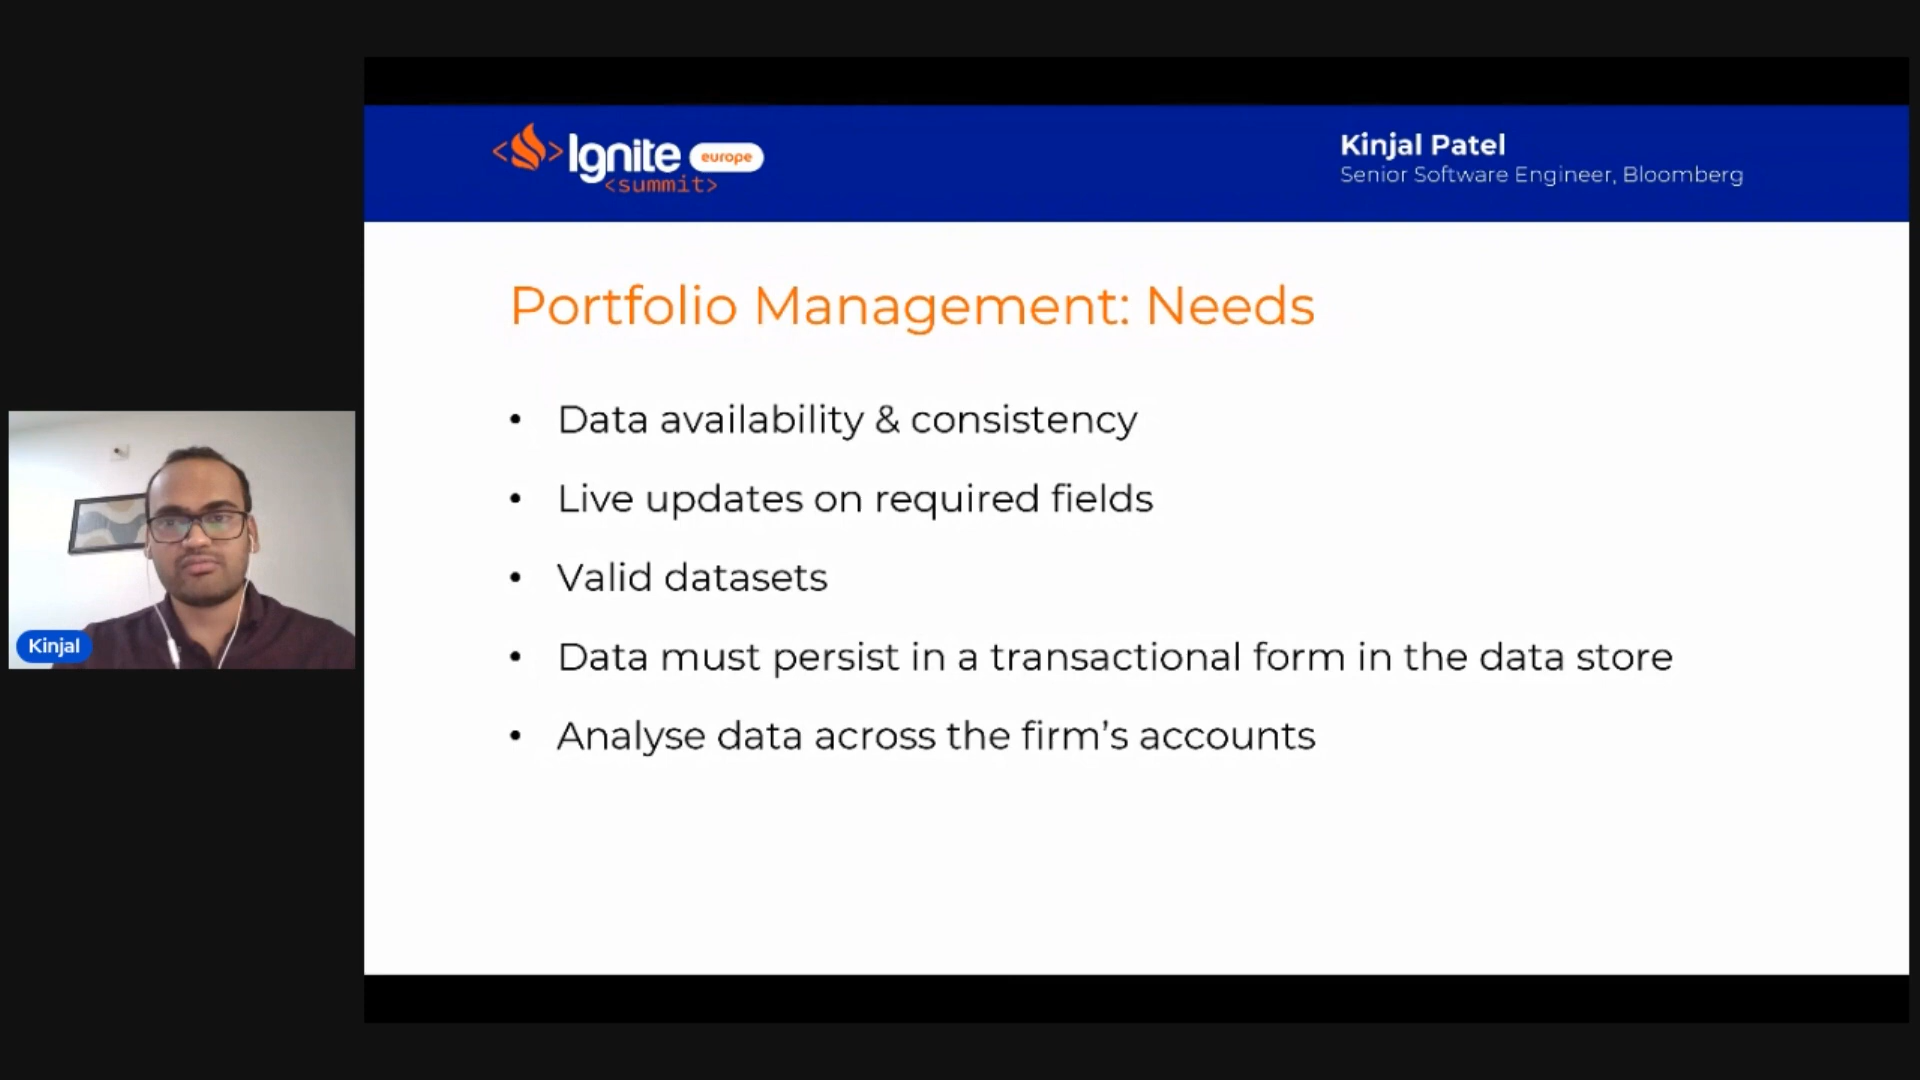 <Ignite europe
<summit>
Kinjal Patel
Senior Software Engineer, Bloomberg
Portfolio Management: Needs
• Data availability & consistency
• Live updates on required fields
• Valid datasets
• Data must persist in a transactional form in the data store
• Analyse data across the firm's accounts
Kinjal